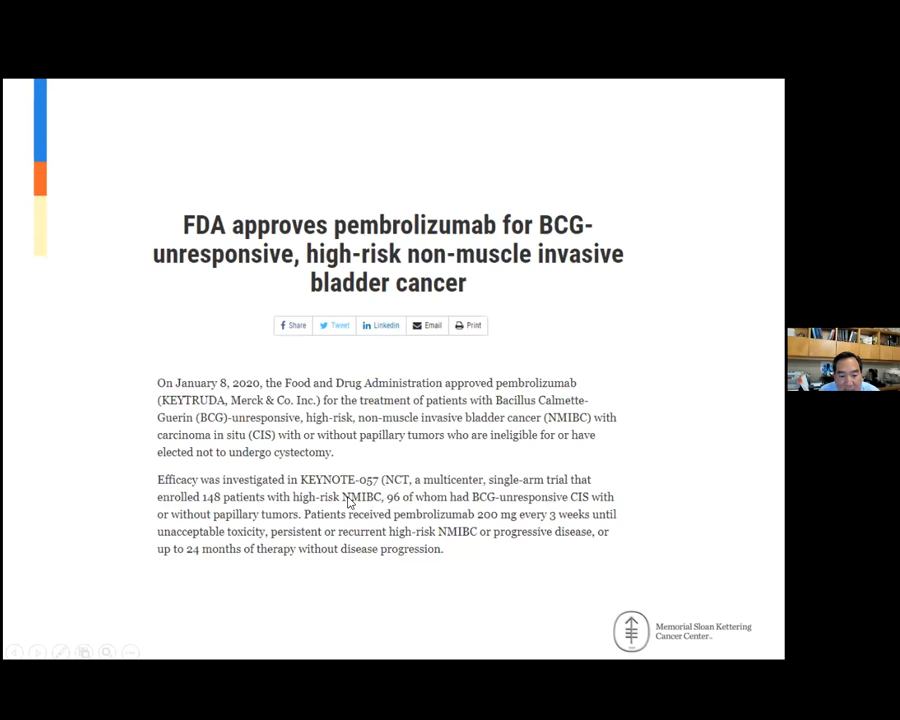 FDA approves pembrolizumab for BCG-
unresponsive, high-risk non-muscle invasive
bladder cancer
Share Tweet Linkedin Email Print
On January 8, 2020, the Food and Drug Administration approved pembrolizumab
(KEYTRUDA, Merck & Co. Inc.) for the treatment of patients with Bacillus Calmette-
Guerin (BCG)-unresponsive, high-risk, non-muscle invasive bladder cancer (NMIBC) with
carcinoma in situ (CIS) with or without papillary tumors who are ineligible for or have
elected not to undergo cystectomy.
Efficacy was investigated in KEYNOTE-057 (NCT, a multicenter, single-arm trial that
enrolled 148 patients with high-risk NMIBC, 96 of whom had BCG-unresponsive CIS with
or without papillary tumors. Patients received pembrolizumab 200 mg every 3 weeks until
unacceptable toxicity, persistent or recurrent high-risk NMIBC or progressive disease, or
up to 24 months of therapy without disease progression.
Memorial Sloan Kettering
Cancer Center